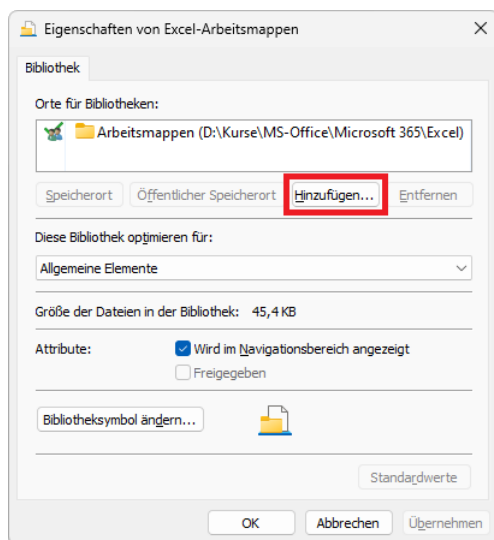 Eigenschaften von Excel-Arbeitsmappen
Bibliothek
Orte für Bibliotheken:
Arbeitsmappen (D:\Kurse\MS-Office\Microsoft 365\Excel)
Speicherort Öffentlicher Speicherort Hinzufügen... Entfernen
Diese Bibliothek optimieren für:
Allgemeine Elemente
Größe der Dateien in der Bibliothek: 45,4 KB
Attribute: Wird im Navigationsbereich angezeigt
Freigegeben
Bibliotheksymbol ändern...
Standardwerte
OK Abbrechen Übernehmen